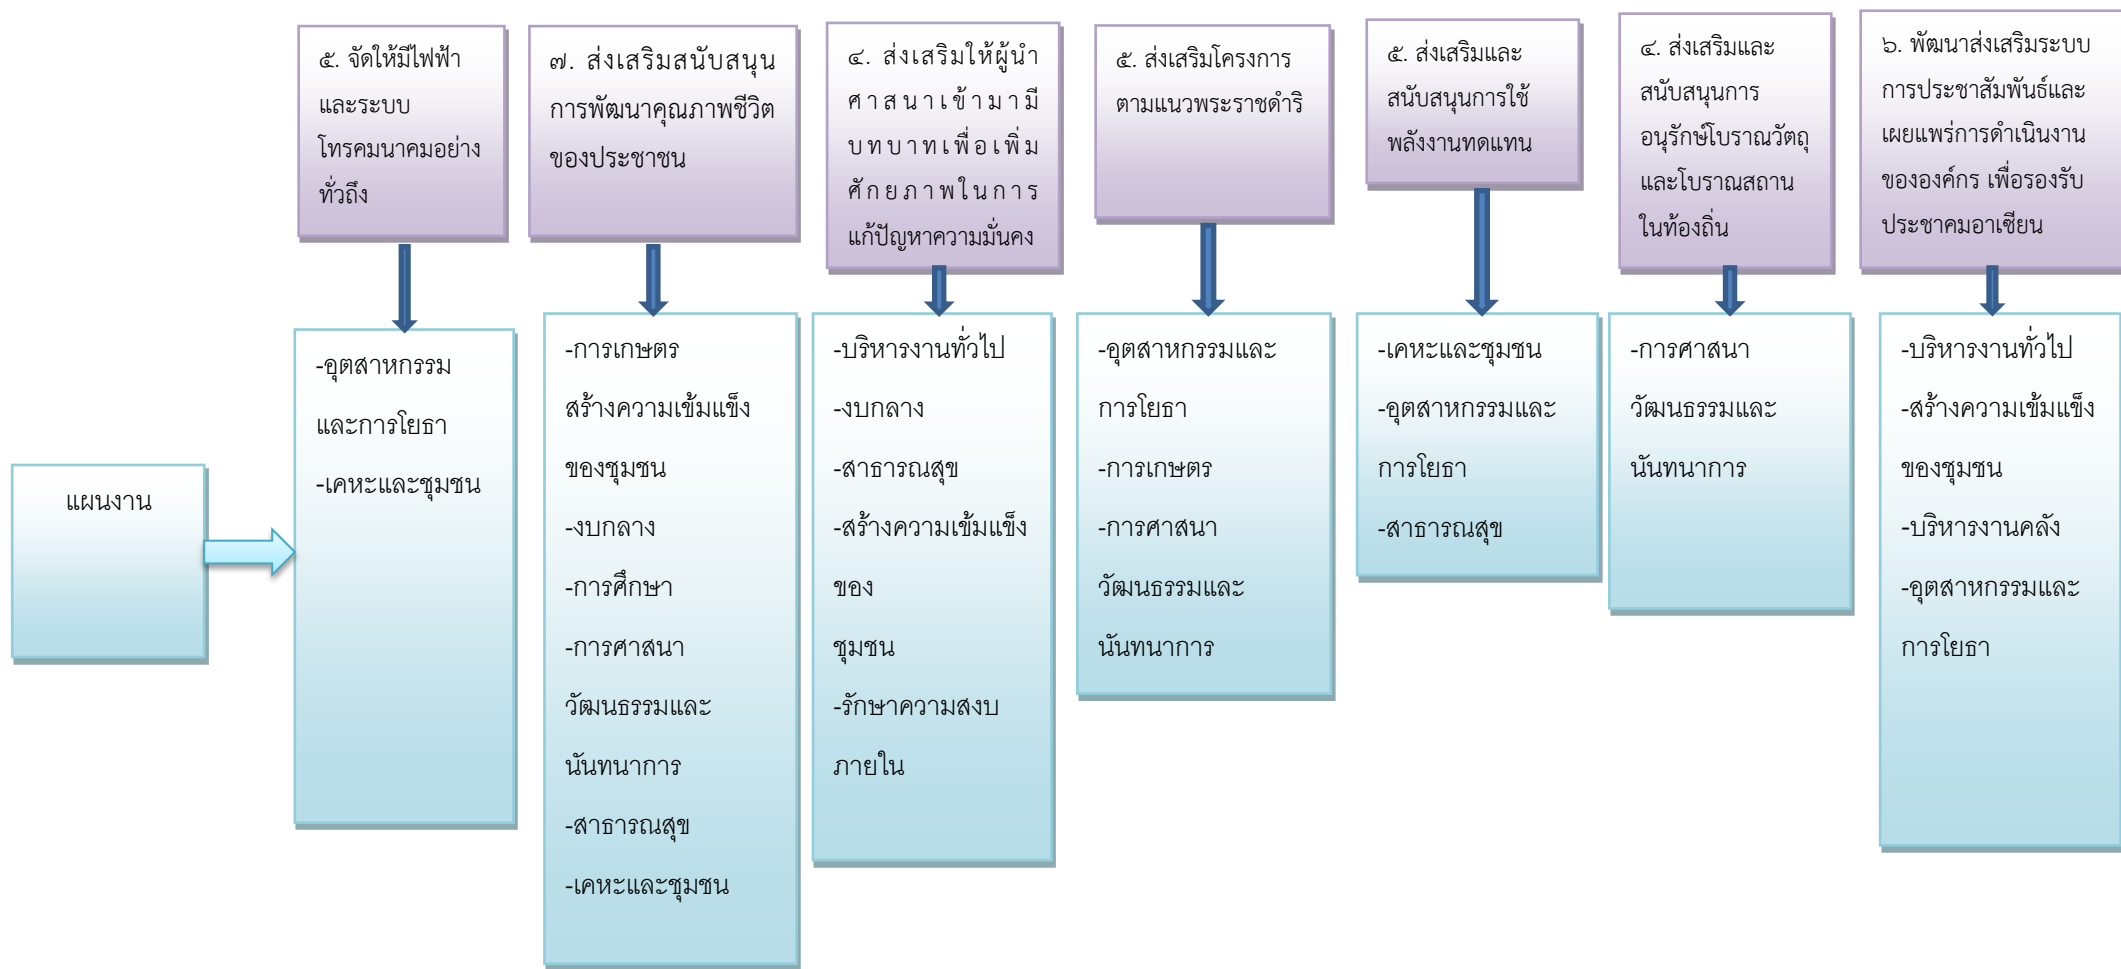 ๕. จัดให้มีไฟฟ้า
และระบบ
โทรคมนาคมอย่าง
ทั่วถึง
๗. ส่งเสริมสนับสนุน
การพัฒนาคุณภาพชีวิต
ของประชาชน
๔. ส่งเสริมให้ผู้นำ
ศาสนาเข้ามามี
บทบาทเพื่อเพิ่ม
ศักยภาพในการ
แก้ปัญหาความมั่นคง
๕. ส่งเสริมโครงการ
ตามแนวพระราชดำริ
๕. ส่งเสริมและ
สนับสนุนการใช้
พลังงานทดแทน
๔. ส่งเสริมและ
สนับสนุนการ
อนุรักษ์โบราณวัตถุ
และโบราณสถาน
ในท้องถิ่น
๖. พัฒนาส่งเสริมระบบ
การประชาสัมพันธ์และ
เผยแพร่การดำเนินงาน
ขององค์กร เพื่อรองรับ
ประชาคมอาเซียน
แผนงาน
-อุตสาหกรรม
และการโยธา
-เคหะและชุมชน
-การเกษตร
สร้างความเข้มแข็ง
ของชุมชน
-งบกลาง
-การศึกษา
-การศาสนา
วัฒนธรรมและ
นันทนาการ
-สาธารณสุข
-เคหะและชุมชน
-บริหารงานทั่วไป
-งบกลาง
-สาธารณสุข
-สร้างความเข้มแข็ง
ของ
ชุมชน
-รักษาความสงบ
ภายใน
-อุตสาหกรรมและ
การโยธา
-การเกษตร
-การศาสนา
วัฒนธรรมและ
นันทนาการ
-เคหะและชุมชน
-อุตสาหกรรมและ
การโยธา
-สาธารณสุข
-การศาสนา
วัฒนธรรมและ
นันทนาการ
-บริหารงานทั่วไป
-สร้างความเข้มแข็ง
ของชุมชน
-บริหารงานคลัง
-อุตสาหกรรมและ
การโยธา